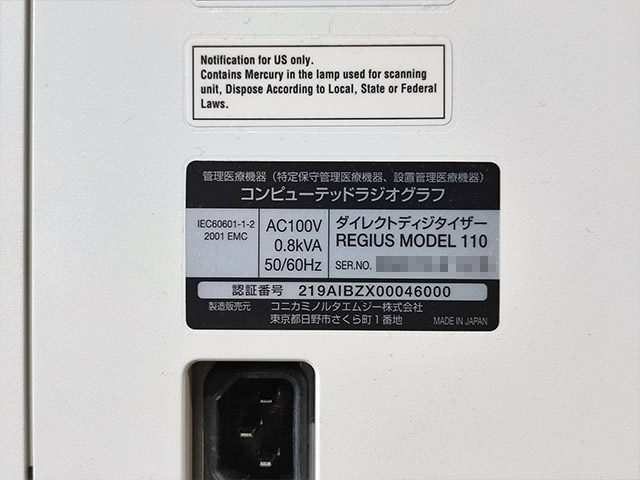 Notification for US only.
Contains Mercury in the lamp used for scanning
unit, Dispose According to Local, State or Federal
Laws.
管理医療機器（特定保守管理医療機器、設置管理医療機器）
コンピューテッドラジオグラフ
IEC60601-1-2
2001 EMC
AC100V
0.8kVA
50/60Hz
ダイレクトディジタイザー
REGIUS MODEL 110
SER.NO.
認証番号 219AIBZX00046000
製造販売元 コニカミノルタエムジー株式会社
東京都日野市さくら町1番地
MADE IN JAPAN